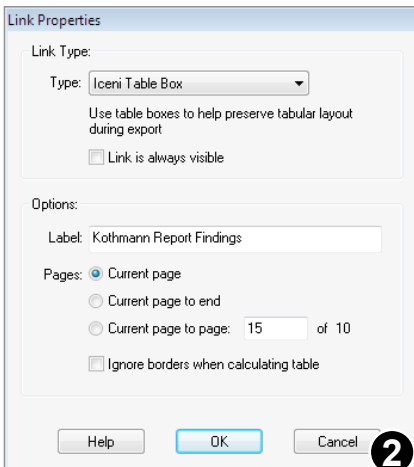 Link Properties
Link Type:
Type: Iceni Table Box
Use table boxes to help preserve tabular layout
during export
Link is always visible
Options:
Label: Kothmann Report Findings
Pages: Current page
Current page to end
Current page to page: 15 of 10
Ignore borders when calculating table
Help OK Cancel
2